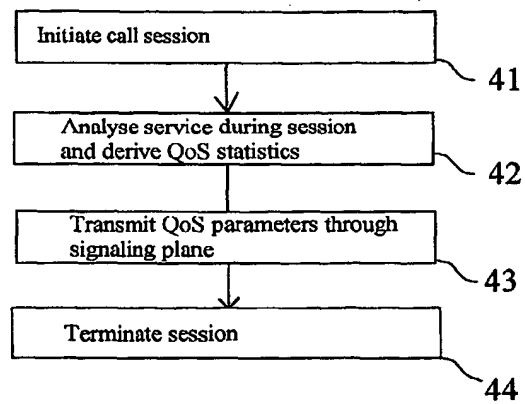 Initiate call session
41
Analyse service during session
and derive QoS statistics
42
Transmit QoS parameters through
signaling plane
43
Terminate session
44